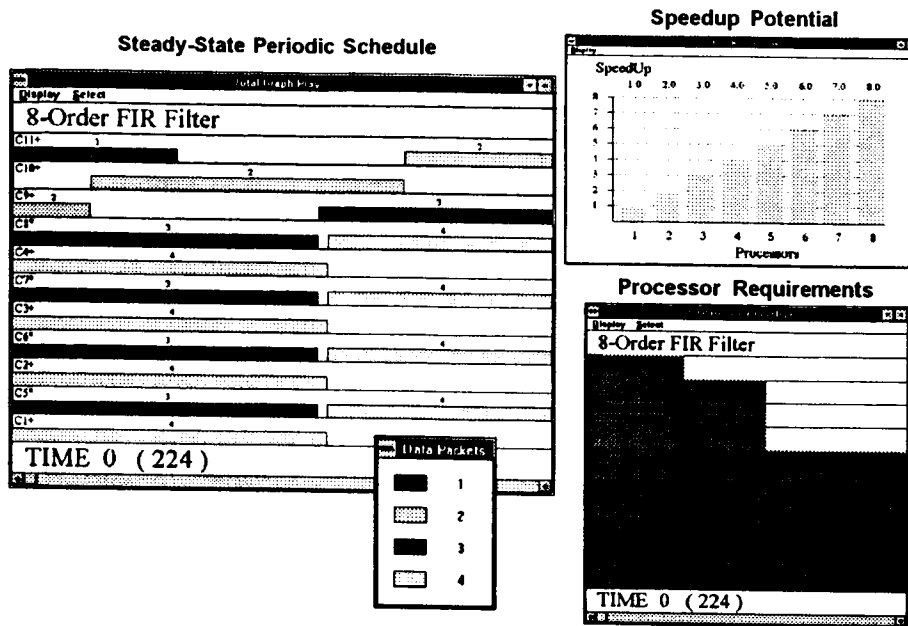 Steady-State Periodic Schedule
Total Graph Play
Display Select
8-Order FIR Filter
C11+ 1 2
C10+ 2
C9+ 2 3
C8* 3 4
C4+ 4
C7* 3 4
C3+ 4
C6* 3 4
C2+ 4
C5* 3 4
C1+ 4
TIME 0 (224)
Data Packets
1
2
3
4
Speedup Potential
Display
SpeedUp
1.0 2.0 3.0 4.0 5.0 6.0 7.0 8.0
8
7
6
5
4
3
2
1
1 2 3 4 5 6 7 8
Processors
Processor Requirements
Display Select
8-Order FIR Filter
TIME 0 (224)